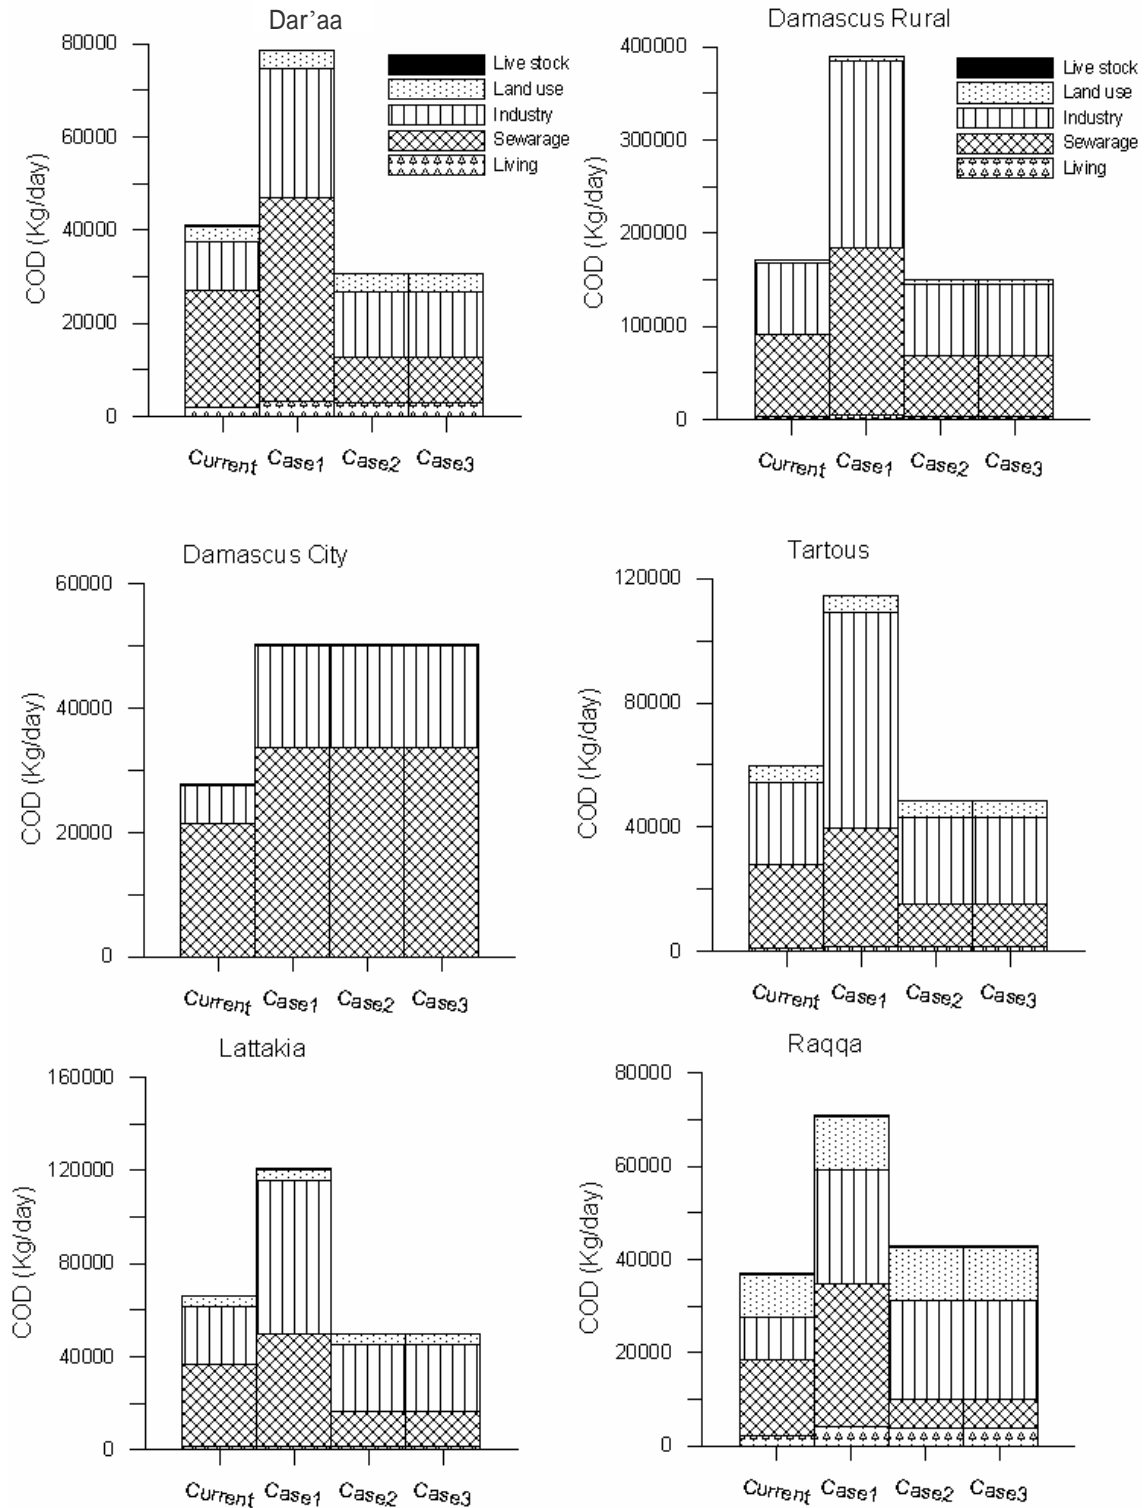 Dar’aa
80000
60000
40000
20000
0
COD (Kg/day)
Live stock
Land use
Industry
Sewarage
Living
Current
Case1
Case2
Case3
Damascus Rural
400000
300000
200000
100000
0
COD (Kg/day)
Live stock
Land use
Industry
Sewarage
Living
Current
Case1
Case2
Case3
Damascus City
60000
40000
20000
0
COD (Kg/day)
Current
Case1
Case2
Case3
Tartous
120000
80000
40000
0
COD (Kg/day)
Current
Case1
Case2
Case3
Lattakia
160000
120000
80000
40000
0
COD (Kg/day)
Current
Case1
Case2
Case3
Raqqa
80000
60000
40000
20000
0
COD (Kg/day)
Current
Case1
Case2
Case3